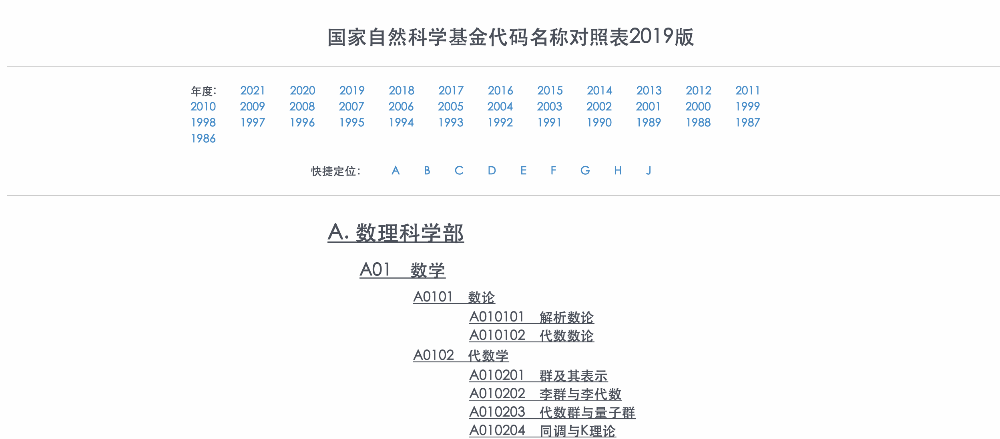 国家自然科学基金代码名称对照表2019版
年度: 2021 2020 2019 2018 2017 2016 2015 2014 2013 2012 2011
2010 2009 2008 2007 2006 2005 2004 2003 2002 2001 2000 1999
1998 1997 1996 1995 1994 1993 1992 1991 1990 1989 1988 1987
1986
快捷定位: A B C D E F G H J
A. 数理科学部
A01 数学
A0101 数论
A010101 解析数论
A010102 代数数论
A0102 代数学
A010201 群及其表示
A010202 李群与李代数
A010203 代数群与量子群
A010204 同调与K理论